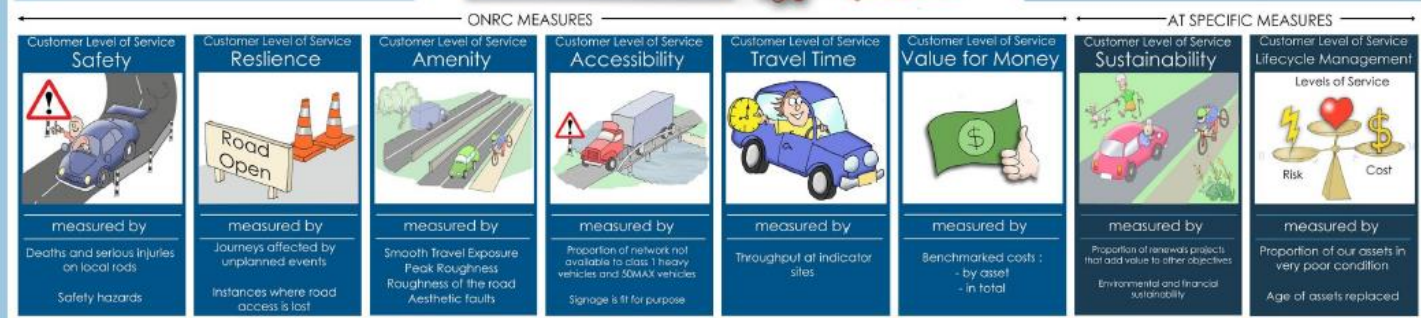 ONRC MEASURES
AT SPECIFIC MEASURES
Customer Level of Service
Safety
measured by
Deaths and serious injuries
on local rods
Safety hazards
Customer Level of Service
Reslience
Road
Open
measured by
Journeys affected by
unplanned events
Instances where road
access is lost
Customer Level of Service
Amenity
measured by
Smooth Travel Exposure
Peak Roughness
Roughness of the road
Aesthetic faults
Customer Level of Service
Accessibility
measured by
Proportion of network not
available to class 1 heavy
vehicles and 50MAX vehicles
Signage is fit for purpose
Customer Level of Service
Travel Time
measured by
Throughput at indicator
sites
Customer Level of Service
Value for Money
$
measured by
Benchmarked costs :
- by asset
- in total
Customer Level of Service
Sustainability
measured by
Proportion of renewals projects
that add value to other objectives
Environmental and financial
sustainability
Customer Level of Service
Lifecycle Management
Levels of Service
$
Risk
Cost
measured by
Proportion of our assets in
very poor condition
Age of assets replaced